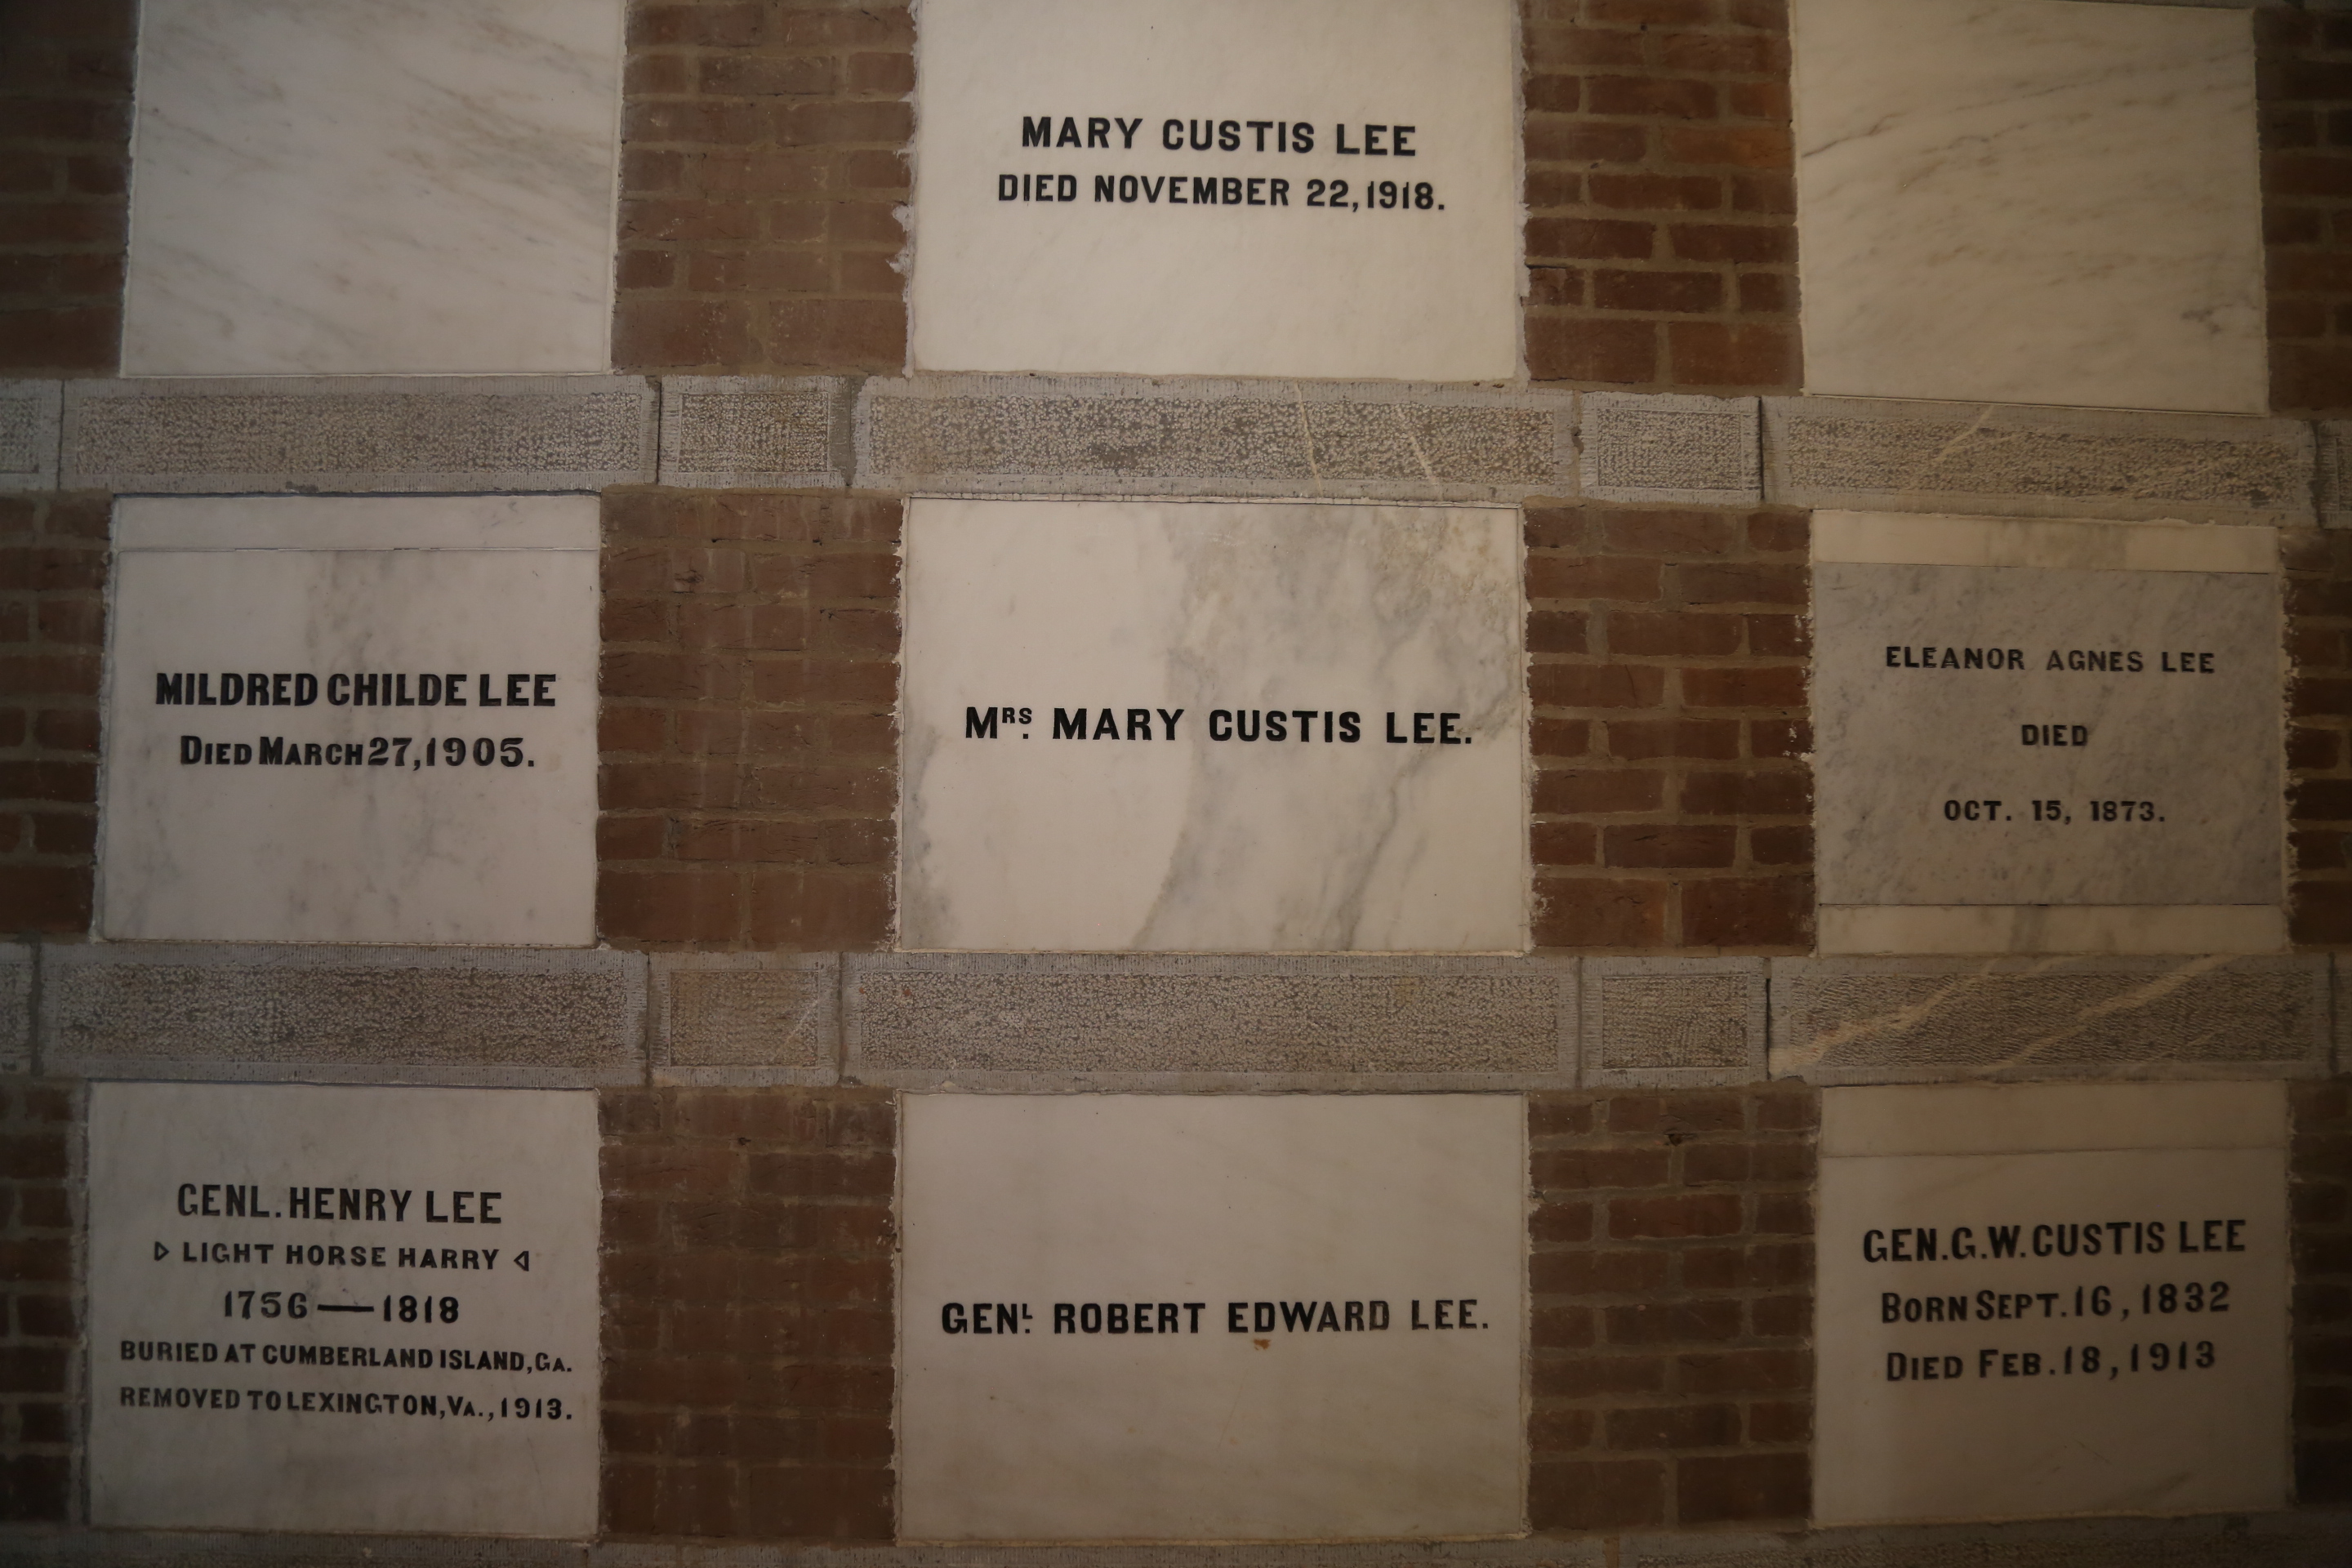 MARY CUSTIS LEE
DIED NOVEMBER 22, 1918.
MILDRED CHILDE LEE
DIED MARCH 27, 1905.
MRS. MARY CUSTIS LEE.
ELEANOR AGNES LEE
DIED
OCT. 15, 1873.
GENL. HENRY LEE
LIGHT HORSE HARRY
1756—1818
BURIED AT CUMBERLAND ISLAND, GA.
REMOVED TO LEXINGTON, VA., 1913.
GENL. ROBERT EDWARD LEE.
GEN. G. W. CUSTIS LEE
BORN SEPT. 16, 1832
DIED FEB. 18, 1913